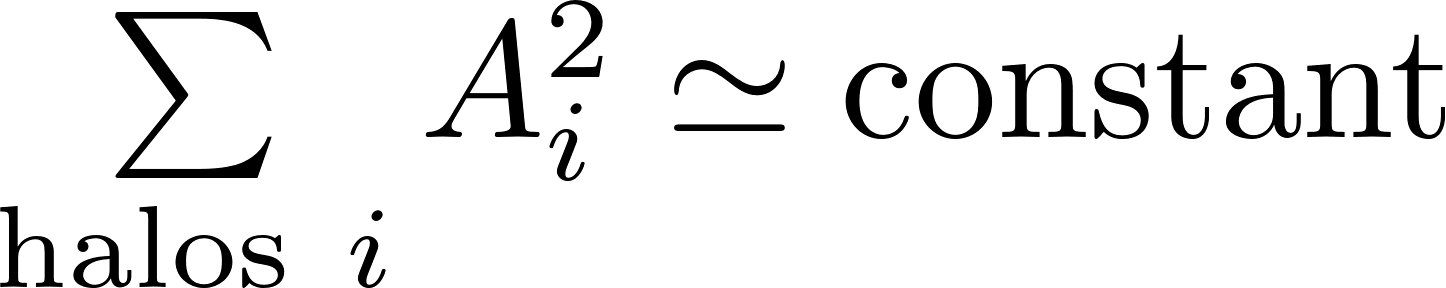 ∑ A_i^2 ≃ constant
halos i